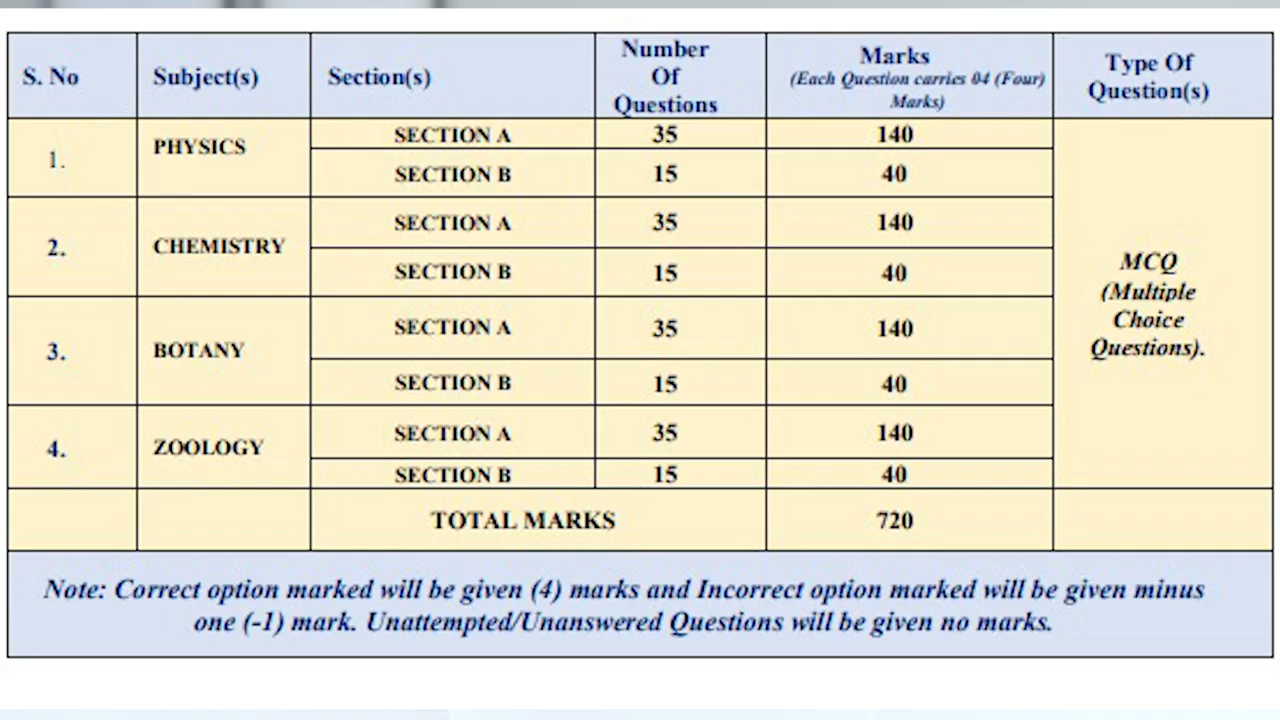 S. No Subject(s) Section(s) Number Of Questions Marks (Each Question carries 04 (Four) Marks) Type Of Question(s)
1. PHYSICS SECTION A 35 140
SECTION B 15 40
2. CHEMISTRY SECTION A 35 140
SECTION B 15 40
3. BOTANY SECTION A 35 140
SECTION B 15 40
4. ZOOLOGY SECTION A 35 140
SECTION B 15 40
MCQ
(Multiple
Choice
Questions).
TOTAL MARKS 720
Note: Correct option marked will be given (4) marks and Incorrect option marked will be given minus
one (-1) mark. Unattempted/Unanswered Questions will be given no marks.